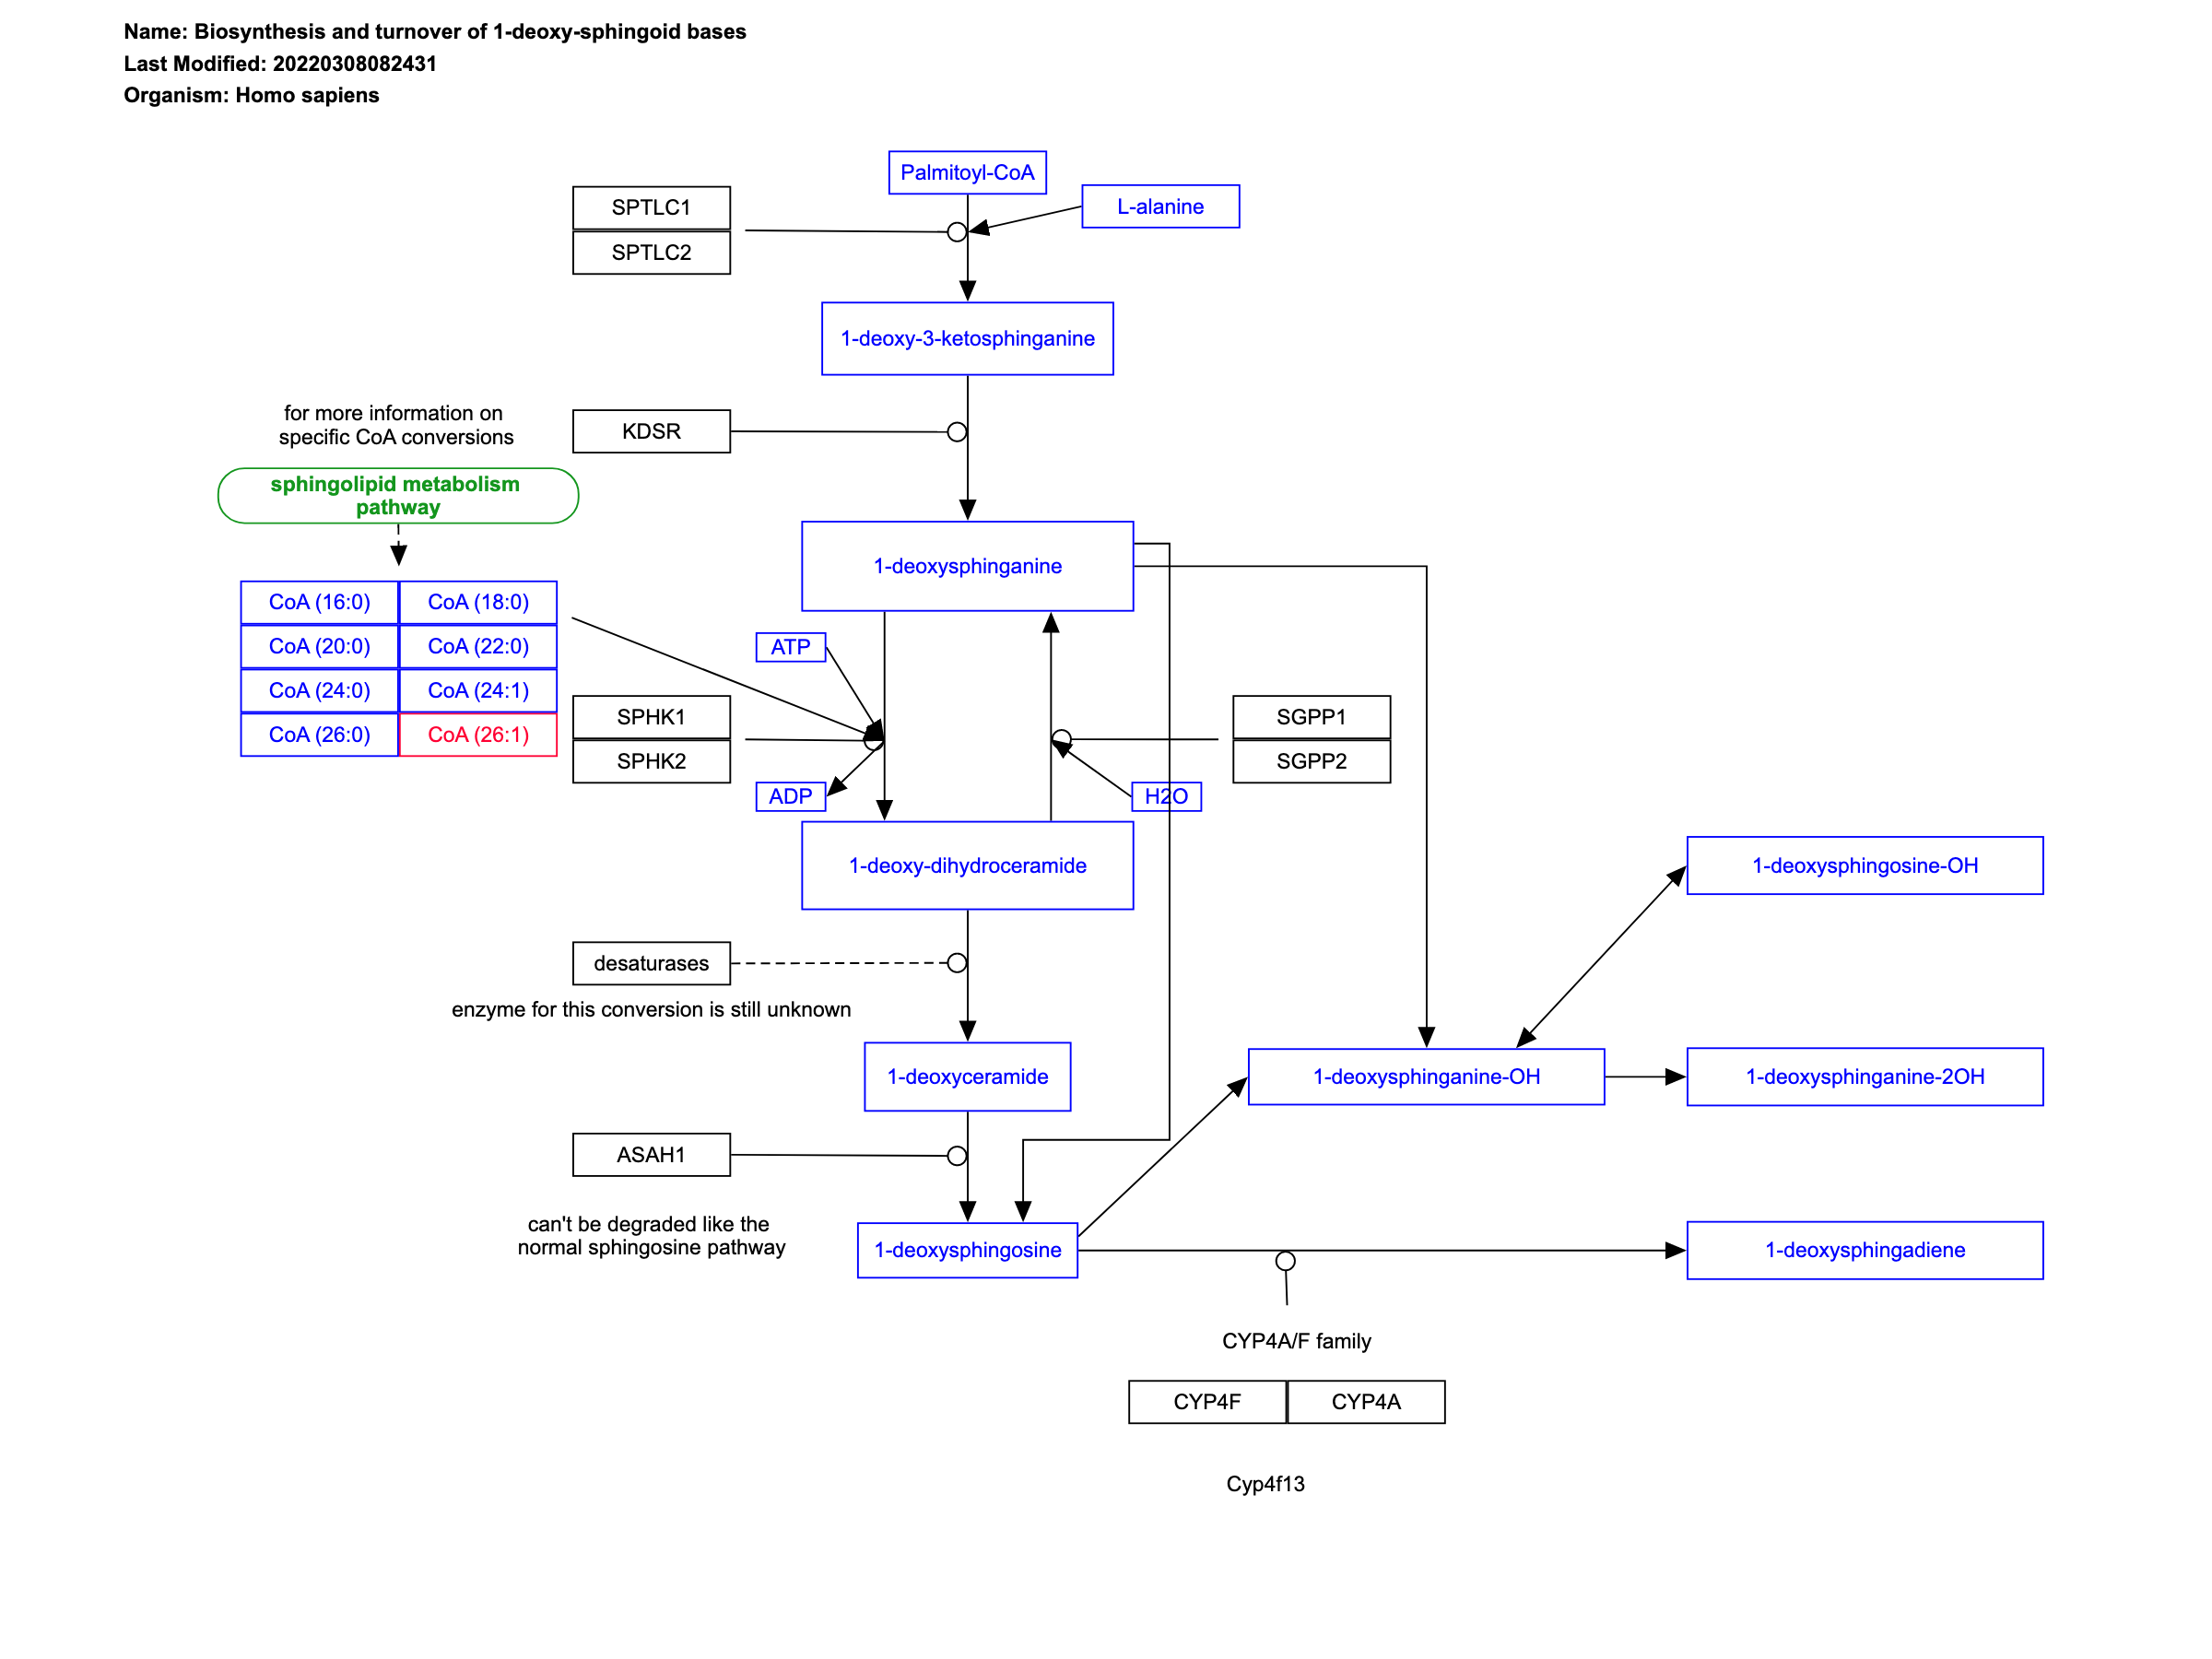 Name: Biosynthesis and turnover of 1-deoxy-sphingoid bases
Last Modified: 20220308082431
Organism: Homo sapiens
Palmitoyl-CoA
L-alanine
SPTLC1
SPTLC2
1-deoxy-3-ketosphinganine
for more information on
specific CoA conversions
KDSR
sphingolipid metabolism
pathway
1-deoxysphinganine
CoA (16:0)
CoA (18:0)
CoA (20:0)
CoA (22:0)
CoA (24:0)
CoA (24:1)
CoA (26:0)
CoA (26:1)
ATP
SPHK1
SPHK2
ADP
SGPP1
SGPP2
H2O
1-deoxy-dihydroceramide
1-deoxysphingosine-OH
desaturases
enzyme for this conversion is still unknown
1-deoxyceramide
1-deoxysphinganine-OH
1-deoxysphinganine-2OH
ASAH1
can't be degraded like the
normal sphingosine pathway
1-deoxysphingosine
1-deoxysphingadiene
CYP4A/F family
CYP4F
CYP4A
Cyp4f13